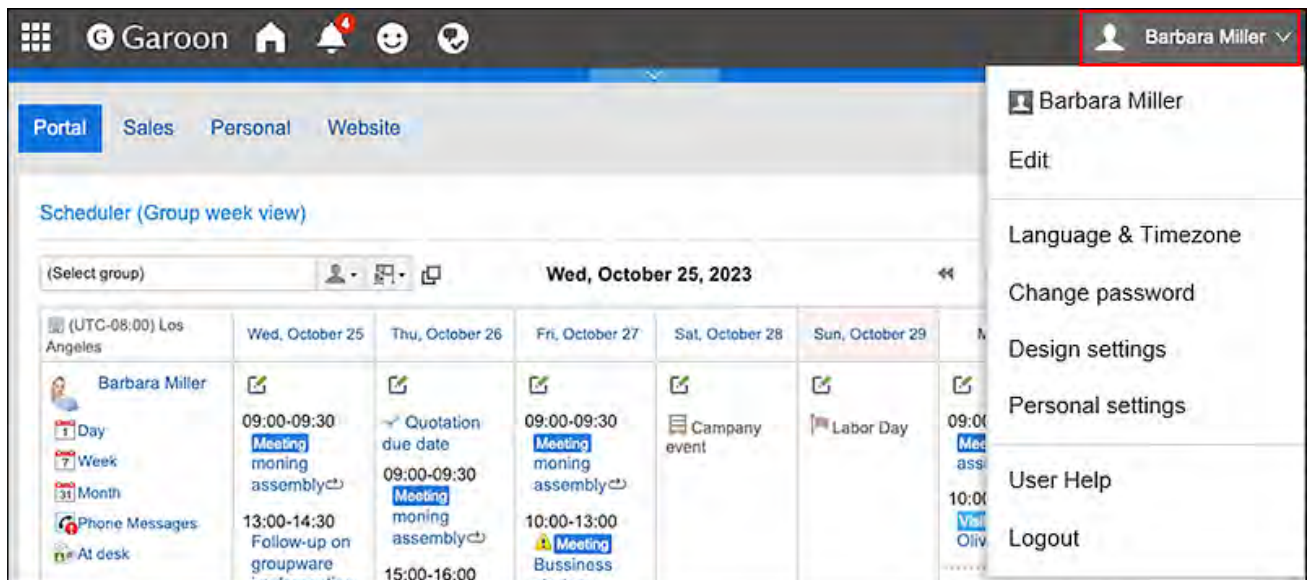 G Garoon 4 Barbara Miller
Barbara Miller
Edit
Language & Timezone
Change password
Design settings
Personal settings
User Help
Logout
Portal Sales Personal Website
Scheduler (Group week view)
(Select group) Wed, October 25, 2023
(UTC-08:00) Los
Angeles
Wed, October 25 Thu, October 26 Fri, October 27 Sat, October 28 Sun, October 29
Barbara Miller
1 Day
7 Week
31 Month
Phone Messages
At desk
09:00-09:30
Meeting
moning
assembly
13:00-14:30
Follow-up on
groupware
Quotation
due date
09:00-09:30
Meeting
moning
assembly
15:00-16:00
09:00-09:30
Meeting
moning
assembly
10:00-13:00
Meeting
Bussiness
Campany
event
Labor Day